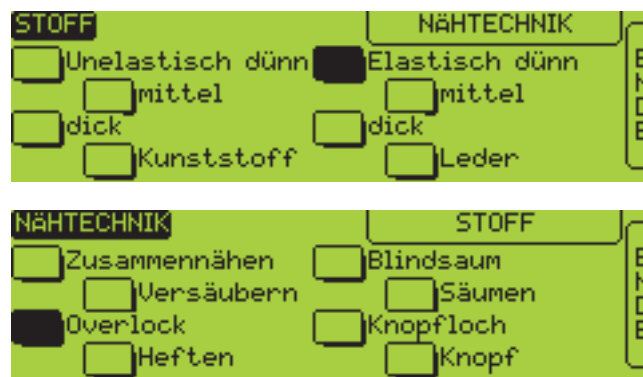 STOFF NÄHTECHNIK
Unelastisch dünn Elastisch dünn
mittel mittel
dick dick
Kunststoff Leder
NÄHTECHNIK STOFF
Zusammennähen Blindsaum
Versäubern Säumen
Overlock Knopfloch
Heften Knopf